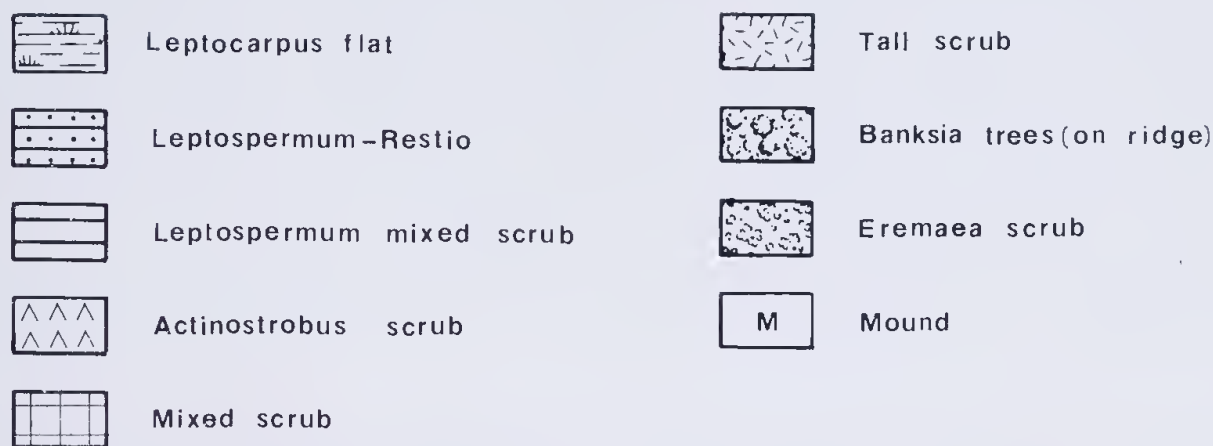 Leptocarpus flat
Leptospermum-Restio
Leptospermum mixed scrub
Actinostrobus scrub
Mixed scrub
Tall scrub
Banksia trees (on ridge)
Eremaea scrub
M Mound